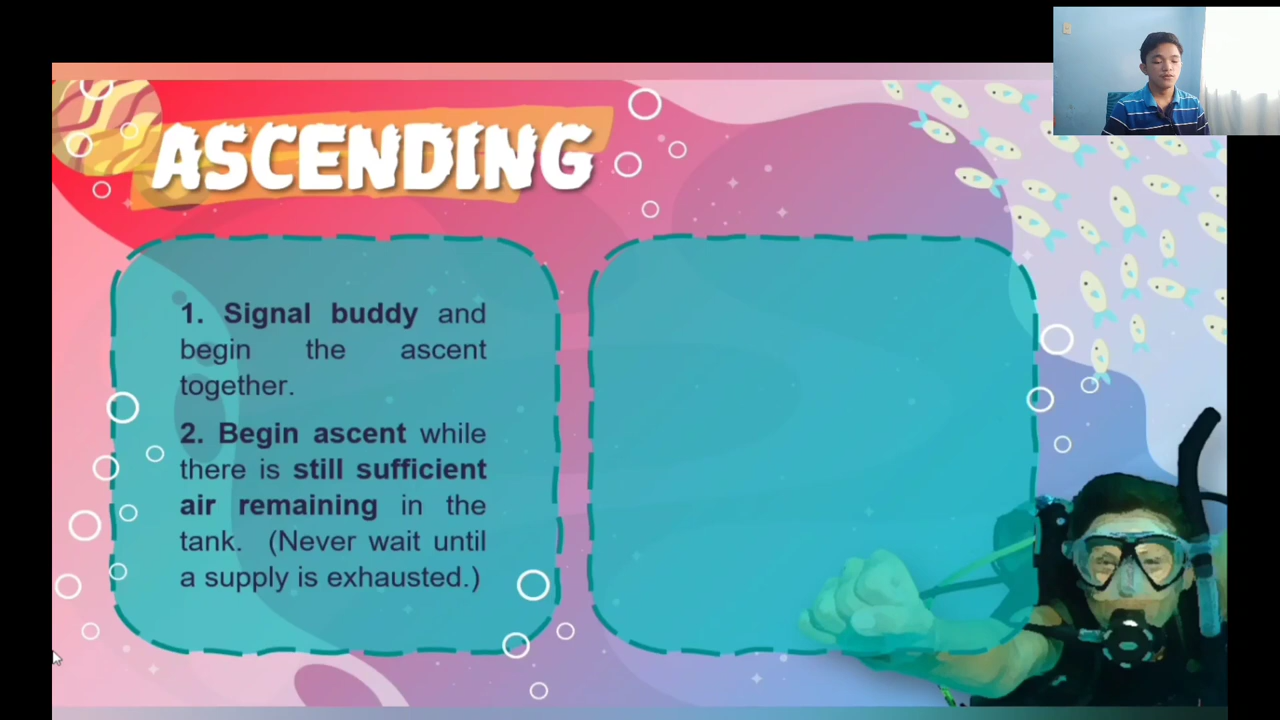 ASCENDING
1. Signal buddy and
begin the ascent
together.
2. Begin ascent while
there is still sufficient
air remaining in the
tank. (Never wait until
a supply is exhausted.)